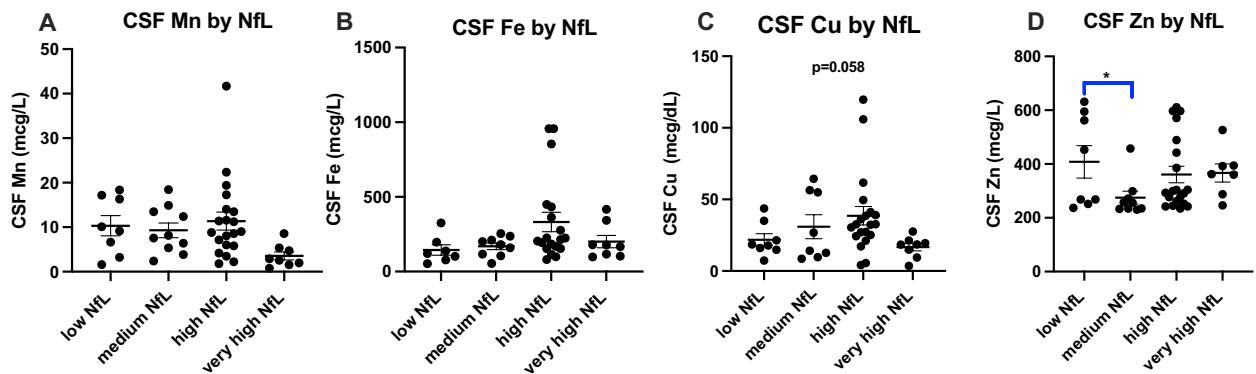 A CSF Mn by NfL
CSF Mn (mcg/L)
50
40
30
20
10
0
low NfL
medium NfL
high NfL
very high NfL
B CSF Fe by NfL
CSF Fe (mcg/L)
1500
1000
500
0
low NfL
medium NfL
high NfL
very high NfL
C CSF Cu by NfL
p=0.058
CSF Cu (mcg/dL)
150
100
50
0
low NfL
medium NfL
high NfL
very high NfL
D CSF Zn by NfL
*
CSF Zn (mcg/L)
800
600
400
200
0
low NfL
medium NfL
high NfL
very high NfL